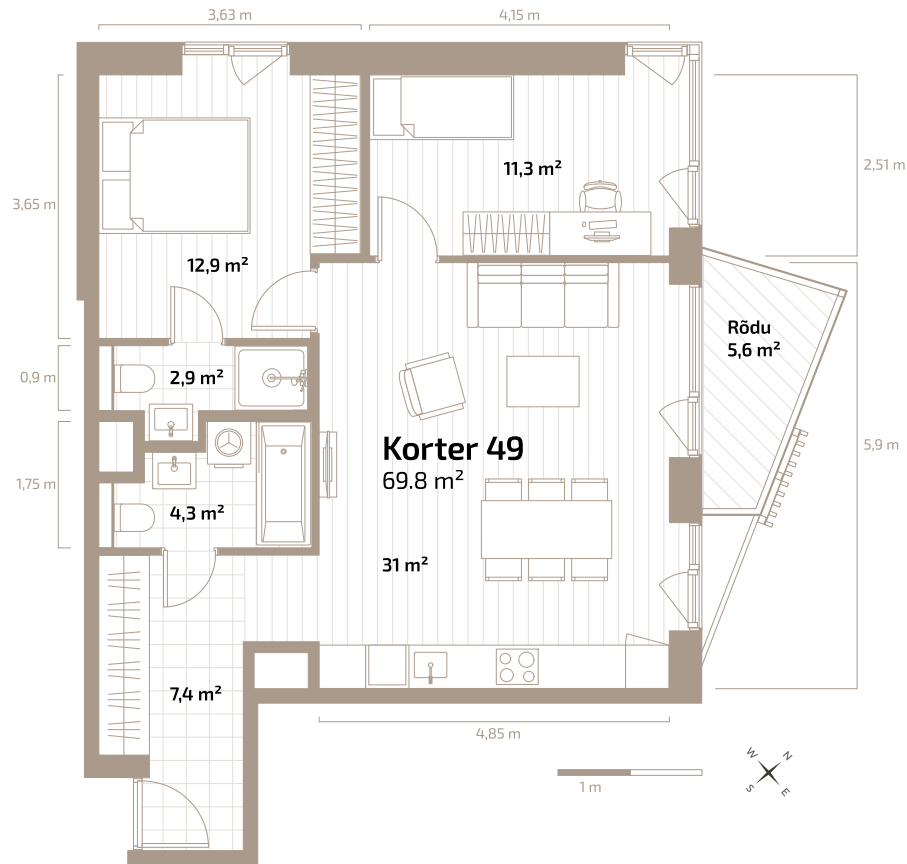 3,63 m
4,15 m
2,51 m
11,3 m²
3,65 m
12,9 m²
Rõdu
5,6 m²
0,9 m
2,9 m²
Korter 49
69.8 m²
5,9 m
1,75 m
4,3 m²
31 m²
7,4 m²
4,85 m
W
N
1 m
S
E